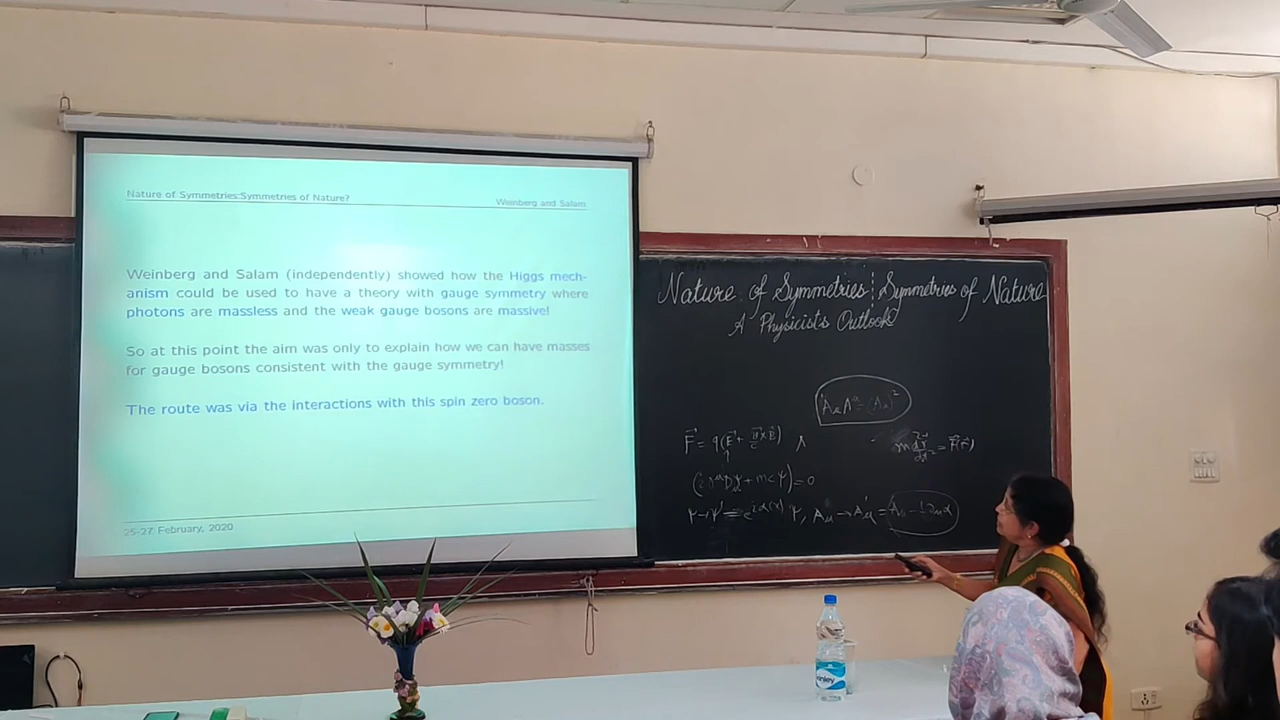 Nature of Symmetries:Symmetries of Nature?
Weinberg and Salam
Weinberg and Salam (independently) showed how the Higgs mech-
anism could be used to have a theory with gauge symmetry where
photons are massless and the weak gauge bosons are massive!
So at this point the aim was only to explain how we can have masses
for gauge bosons consistent with the gauge symmetry!
The route was via the interactions with this spin zero boson.
25-27 February, 2020
Nature of Symmetries : Symmetries of Nature
A Physicist's Outlook